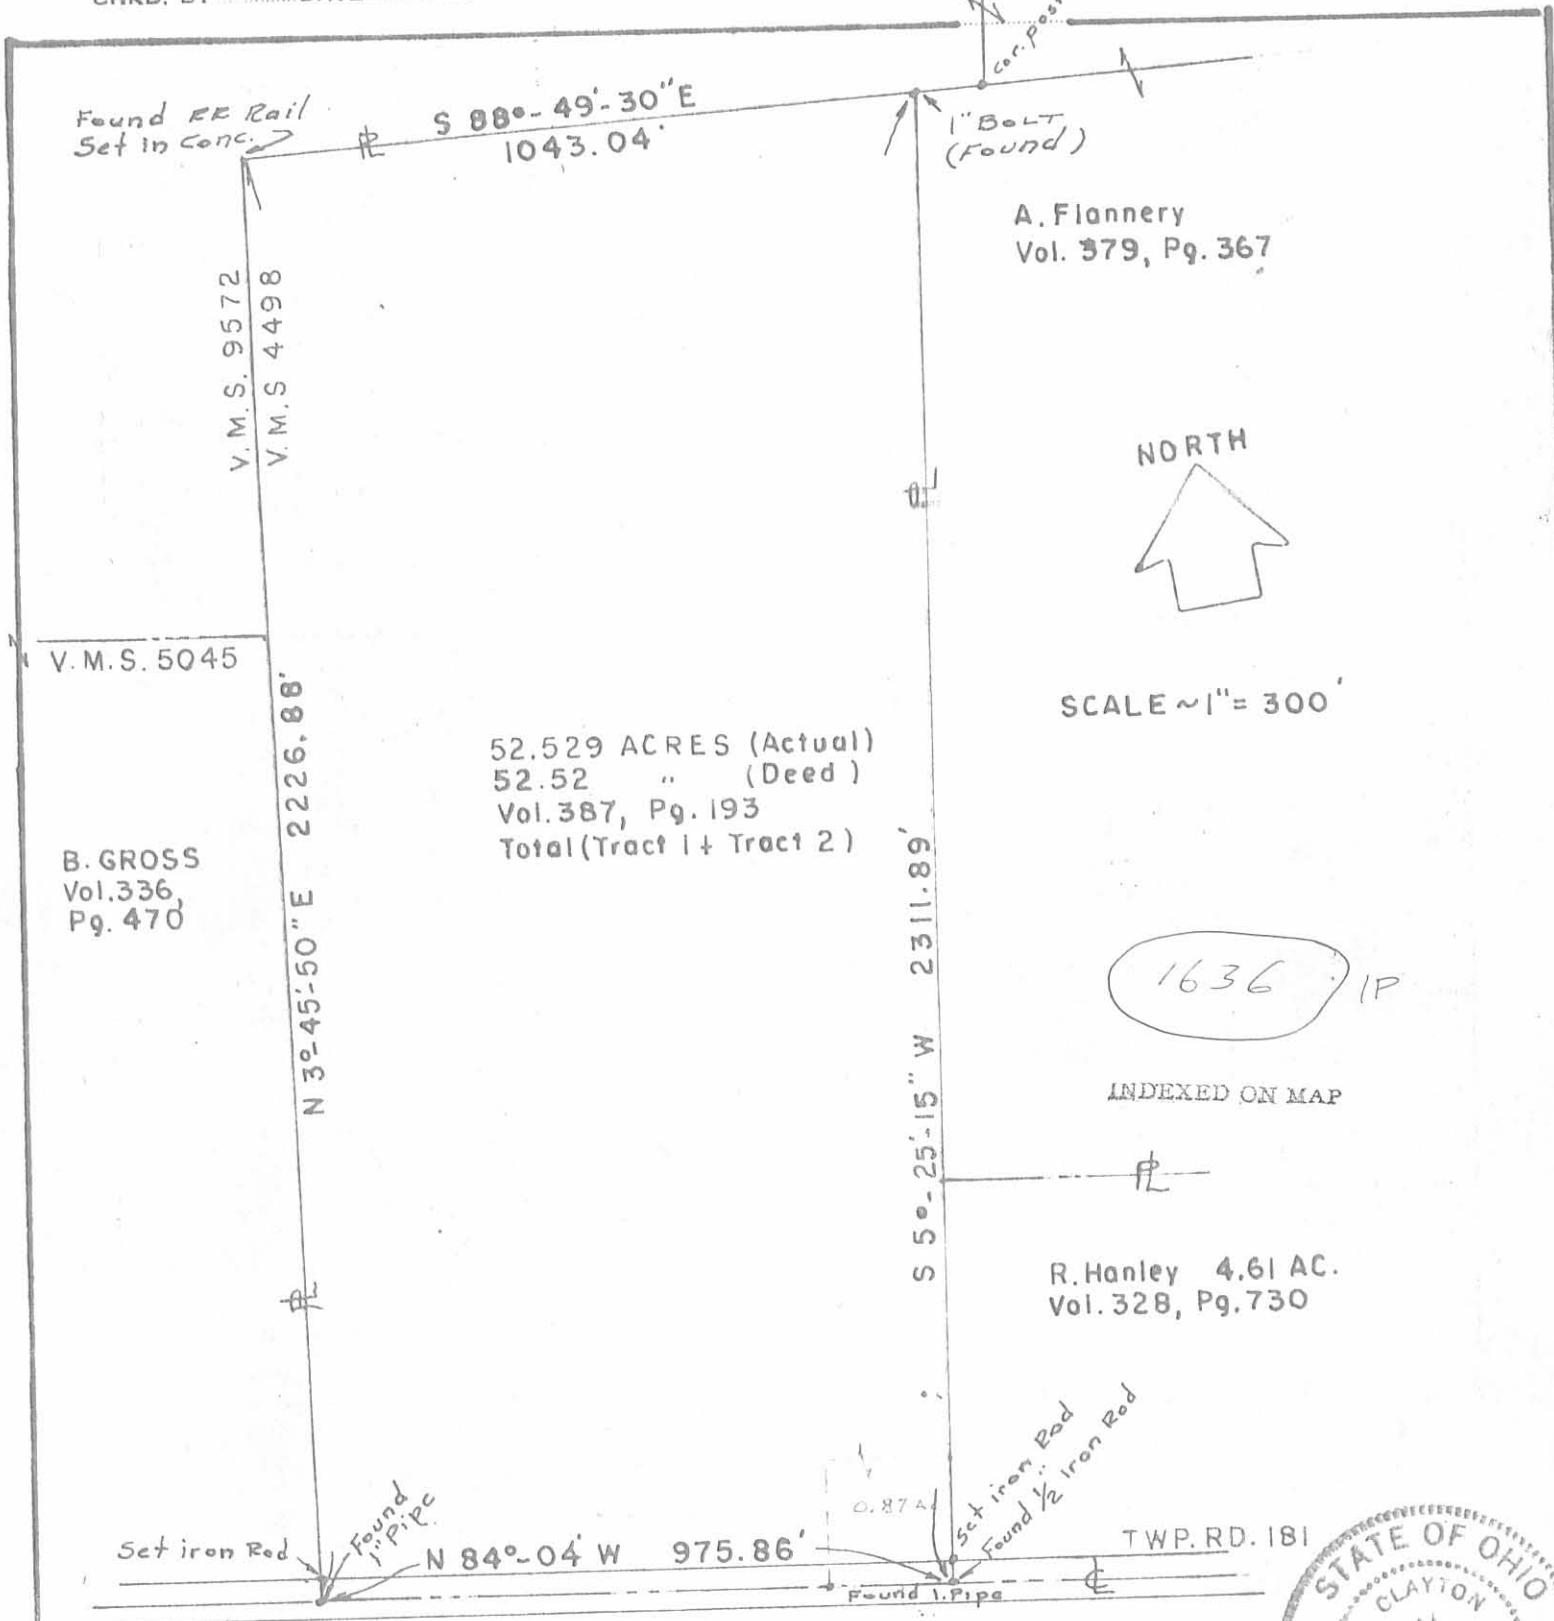 cor. post
Found RR Rail
Set in Conc.
S 88°-49'-30"E
1043.04'
1" BOLT
(Found)
A. Flannery
Vol. 379, Pg. 367
V.M.S. 9572
V.M.S 4498
NORTH
V.M.S. 5045
SCALE ~ 1" = 300'
N 3°-45'-50"E 2226.88'
52.529 ACRES (Actual)
52.52 " (Deed)
Vol. 387, Pg. 193
Total (Tract 1 + Tract 2)
B. GROSS
Vol. 336,
Pg. 470
S 5°-25'-15" W 2311.89'
1636 1P
INDEXED ON MAP
PL
R. Hanley 4.61 AC.
Vol. 328, Pg. 730
0.87 A
Set iron Rod
Found 1/2 Iron Rod
Set iron Rod
Found
1" Pipe
N 84°-04' W 975.86'
TWP. RD. 181
Found 1. Pipe
STATE OF OHIO
CLAYTON